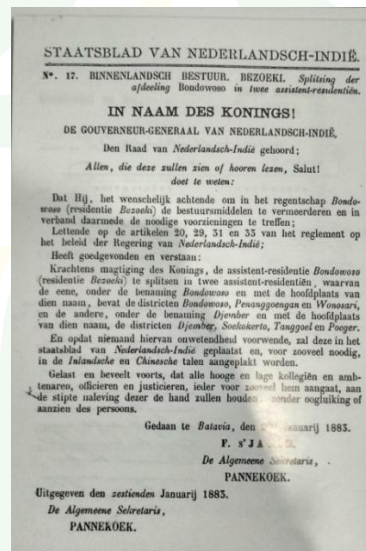 STAATSBLAD VAN NEDERLANDSCH-INDIË.
Nº. 17. BINNENLANDSCH BESTUUR. BEZOEKI. Splitsing der
afdeeling Bondowoso in twee assistent-residentiën.
IN NAAM DES KONINGS!
DE GOUVERNEUR-GENERAAL VAN NEDERLANDSCH-INDIË,
Den Raad van Nederlandsch-Indië gehoord;
Allen, die deze zullen zien of hooren lezen, Salut!
doet te weten:
Dat Hij, het wenschelijk achtende om in het regentschap Bondo-
woso (residentie Bezoeki) de bestuursmiddelen te vermeerderen en in
verband daarmede de noodige voorzieningen te treffen;
Lettende op de artikelen 20, 29, 31 en 33 van het reglement op
het beleid der Regering van Nederlandsch-Indië;
Heeft goedgevonden en verstaan:
Krachtens magtiging des Konings, de assistent-residentie Bondowoso
(residentie Bezoeki) te splitsen in twee assistent-residentiën, waarvan
de eene, onder de benaming Bondowoso en met de hoofdplaats van
dien naam, bevat de districten Bondowoso, Penanggoengan en Wonosari,
en de andere, onder de benaming Djember en met de hoofdplaats
van dien naam, de districten Djember, Soekokerto, Tanggoel en Poeger.
En opdat niemand hiervan onwetendheid voorwende, zal deze in het
staatsblad van Nederlandsch-Indië geplaatst en, voor zooveel noodig,
in de Inlandsche en Chinesche talen aangeplakt worden.
Gelast en beveelt voorts, dat alle hooge en lage kollegiën en amb-
tenaren, officieren en justicieren, ieder voor zooveel hem aangaat, aan
de stipte naleving dezer de hand zullen houden, zonder oogluiking of
aanzien des persoons.
Gedaan te Batavia, den Januarij 1883.
F. s'JA
De Algemeene Sekretaris,
PANNEKOEK.
Uitgegeven den zestienden Januarij 1883.
De Algemeene Sekretaris,
PANNEKOEK.